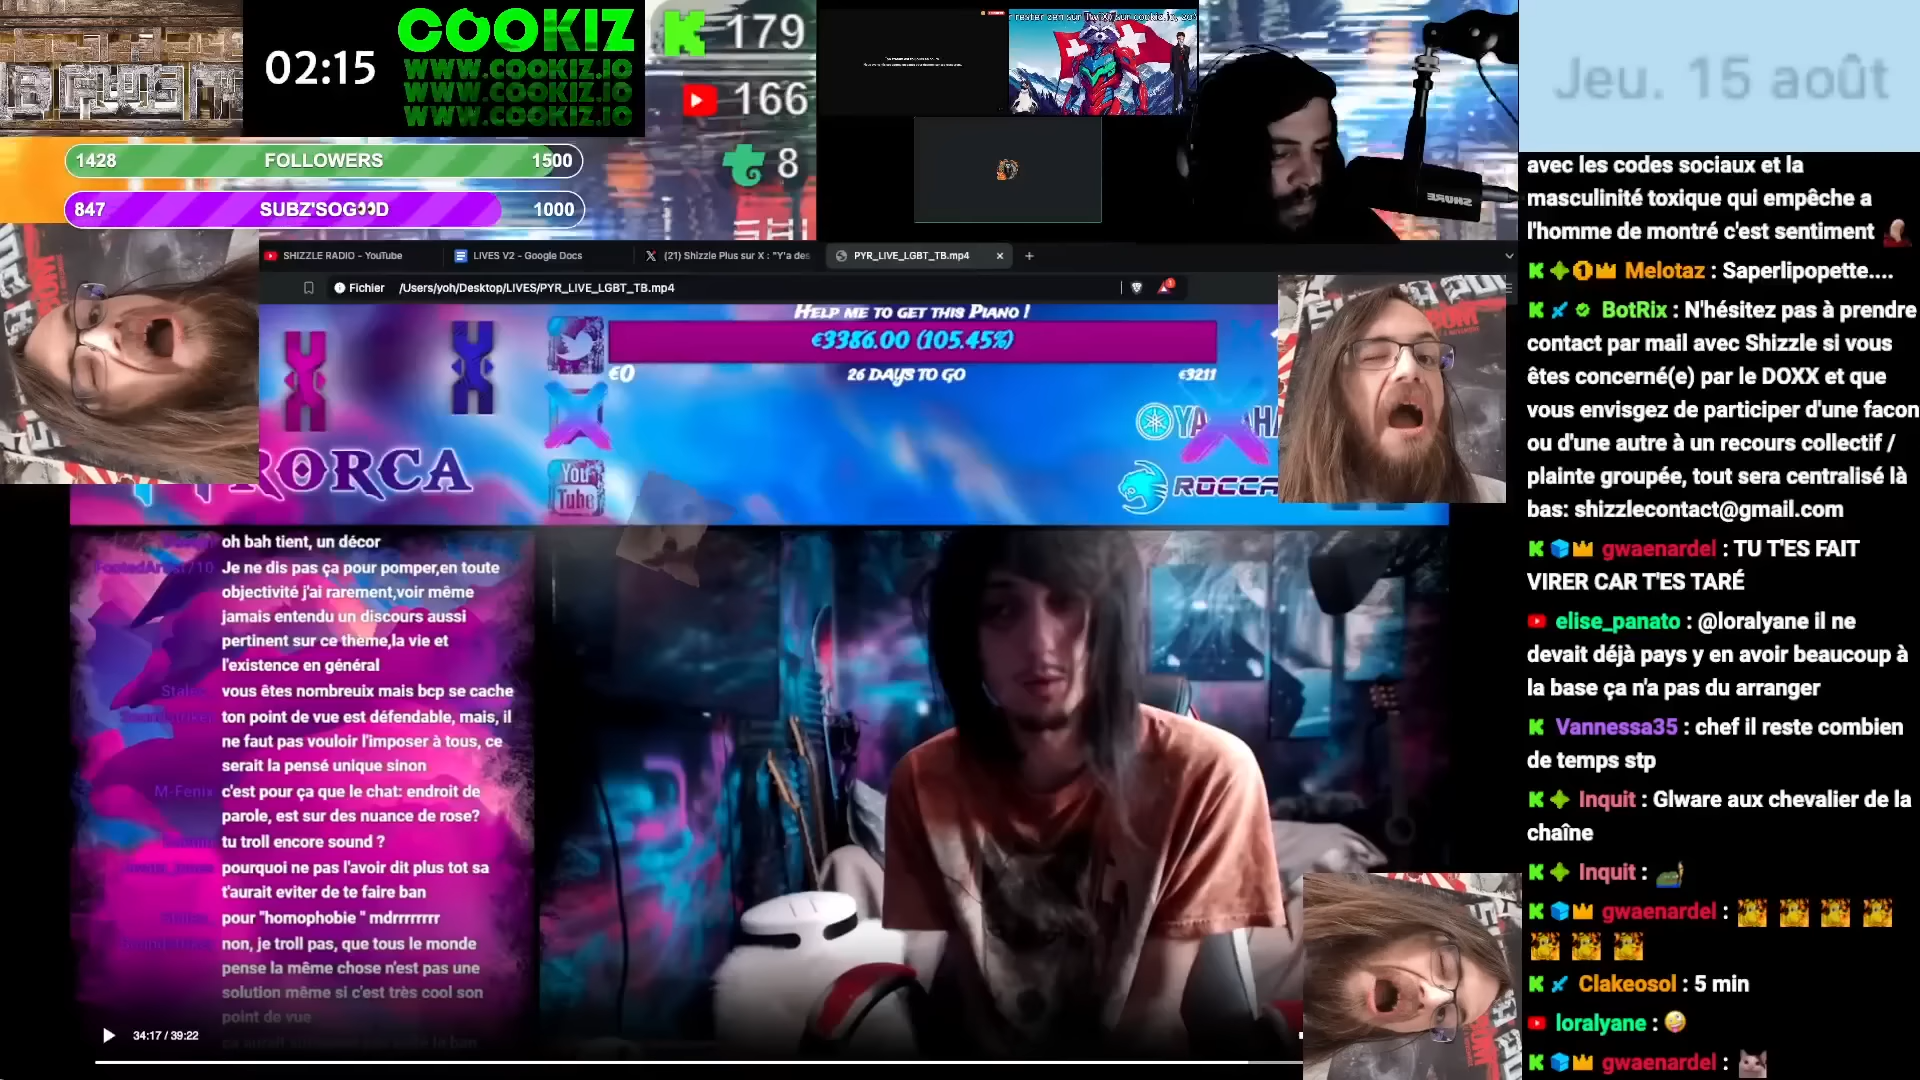 02:15
COOKIZ
WWW.COOKIZ.IO
WWW.COOKIZ.IO
WWW.COOKIZ.IO
179
166
8
1428 FOLLOWERS 1500
847 SUBZ'SOG👀D 1000
SHURE
Jeu. 15 août
SHIZZLE RADIO - YouTube
LIVES V2 - Google Docs
(21) Shizzle Plus sur X : "Y'a des
PYR_LIVE_LGBT_TB.mp4
Fichier
/Users/yoh/Desktop/LIVES/PYR_LIVE_LGBT_TB.mp4
HELP ME TO GET THIS PIANO !
€3386.00 (105.45%)
€0
26 DAYS TO GO
€3211
RORCA
You
Tube
ROCCA
oh bah tient, un décor
Je ne dis pas ça pour pomper,en toute
objectivité j'ai rarement,voir même
jamais entendu un discours aussi
pertinent sur ce thème,la vie et
l'existence en général
vous êtes nombreuix mais bcp se cache
ton point de vue est défendable, mais, il
ne faut pas vouloir l'imposer à tous, ce
serait la pensé unique sinon
M-Fenix c'est pour ça que le chat: endroit de
parole, est sur des nuance de rose?
tu troll encore sound ?
pourquoi ne pas l'avoir dit plus tot sa
t'aurait eviter de te faire ban
pour "homophobie " mdrrrrrrr
non, je troll pas, que tous le monde
pense la même chose n'est pas une
solution même si c'est très cool son
point de vue
34:17 / 39:22
avec les codes sociaux et la
masculinité toxique qui empêche a
l'homme de montré c'est sentiment
Melotaz : Saperlipopette....
BotRix : N'hésitez pas à prendre
contact par mail avec Shizzle si vous
êtes concerné(e) par le DOXX et que
vous envisgez de participer d'une facon
ou d'une autre à un recours collectif /
plainte groupée, tout sera centralisé là
bas: shizzlecontact@gmail.com
gwaenardel : TU T'ES FAIT
VIRER CAR T'ES TARÉ
elise_panato : @loralyane il ne
devait déjà pays y en avoir beaucoup à
la base ça n'a pas du arranger
Vannessa35 : chef il reste combien
de temps stp
Inquit : Glware aux chevalier de la
chaîne
Inquit :
gwaenardel :
Clakeosol : 5 min
loralyane : 🤪
gwaenardel :